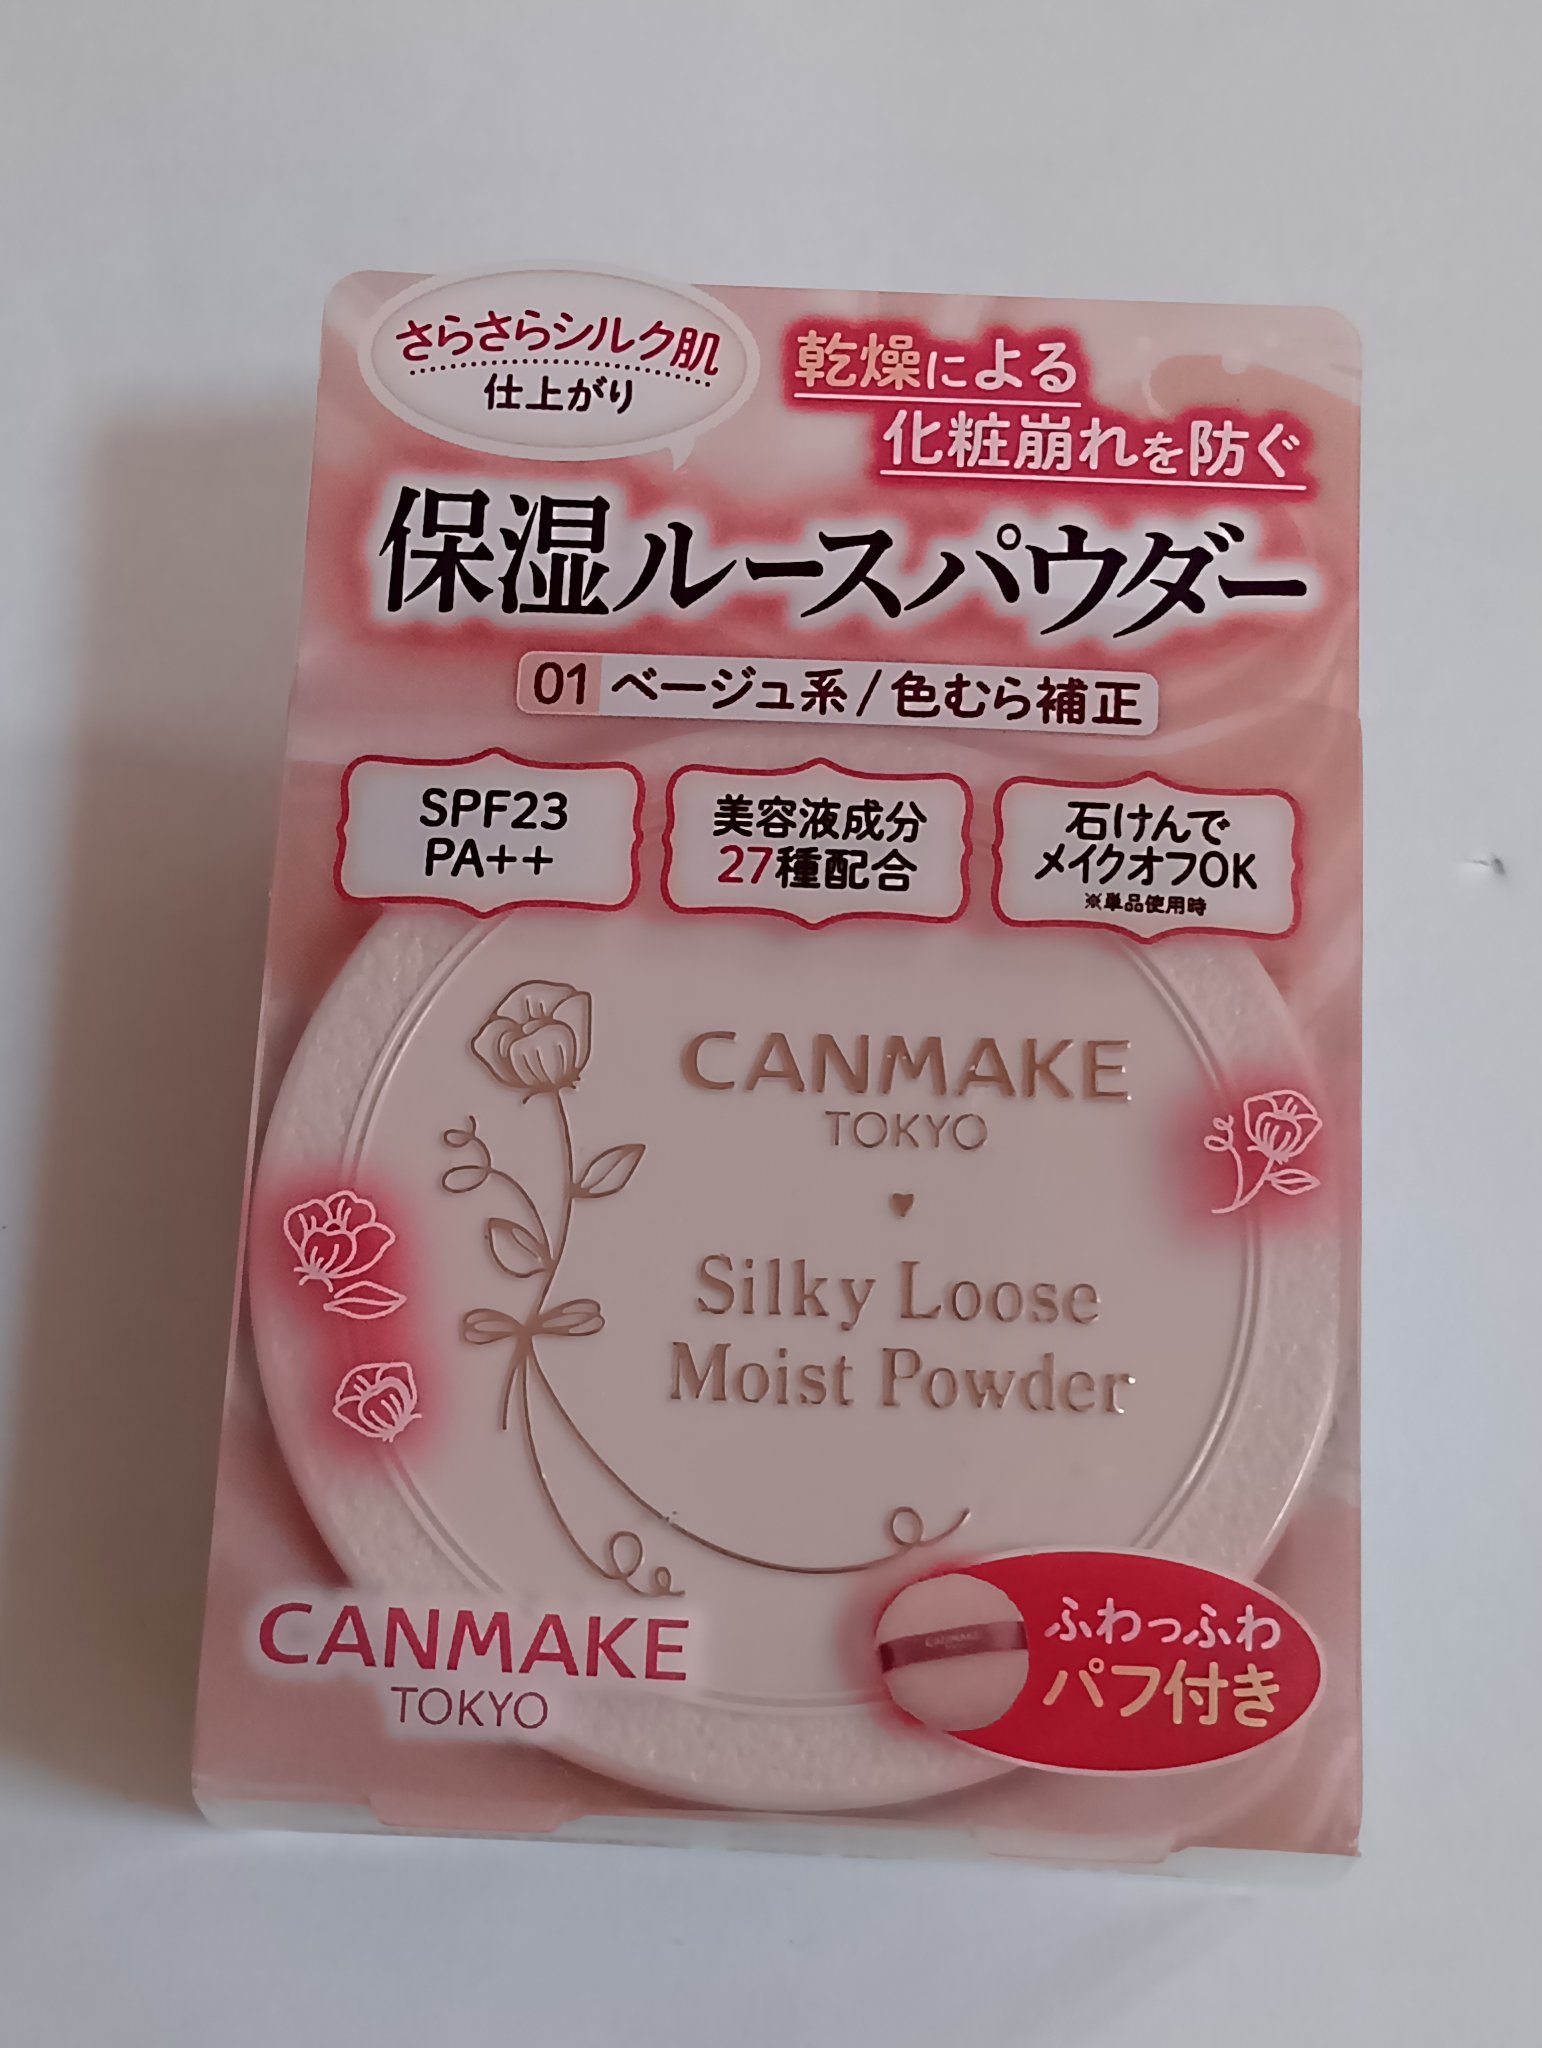 さらさらシルク肌
仕上がり
乾燥による
化粧崩れを防ぐ
保湿ルースパウダー
01 ベージュ系/色むら補正
SPF23
PA++
美容液成分
27種配合
石けんで
メイクオフOK
※単品使用時
CANMAKE
TOKYO
Silky Loose
Moist Powder
CANMAKE
TOKYO
CANMAKE
ふわっふわ
パフ付き